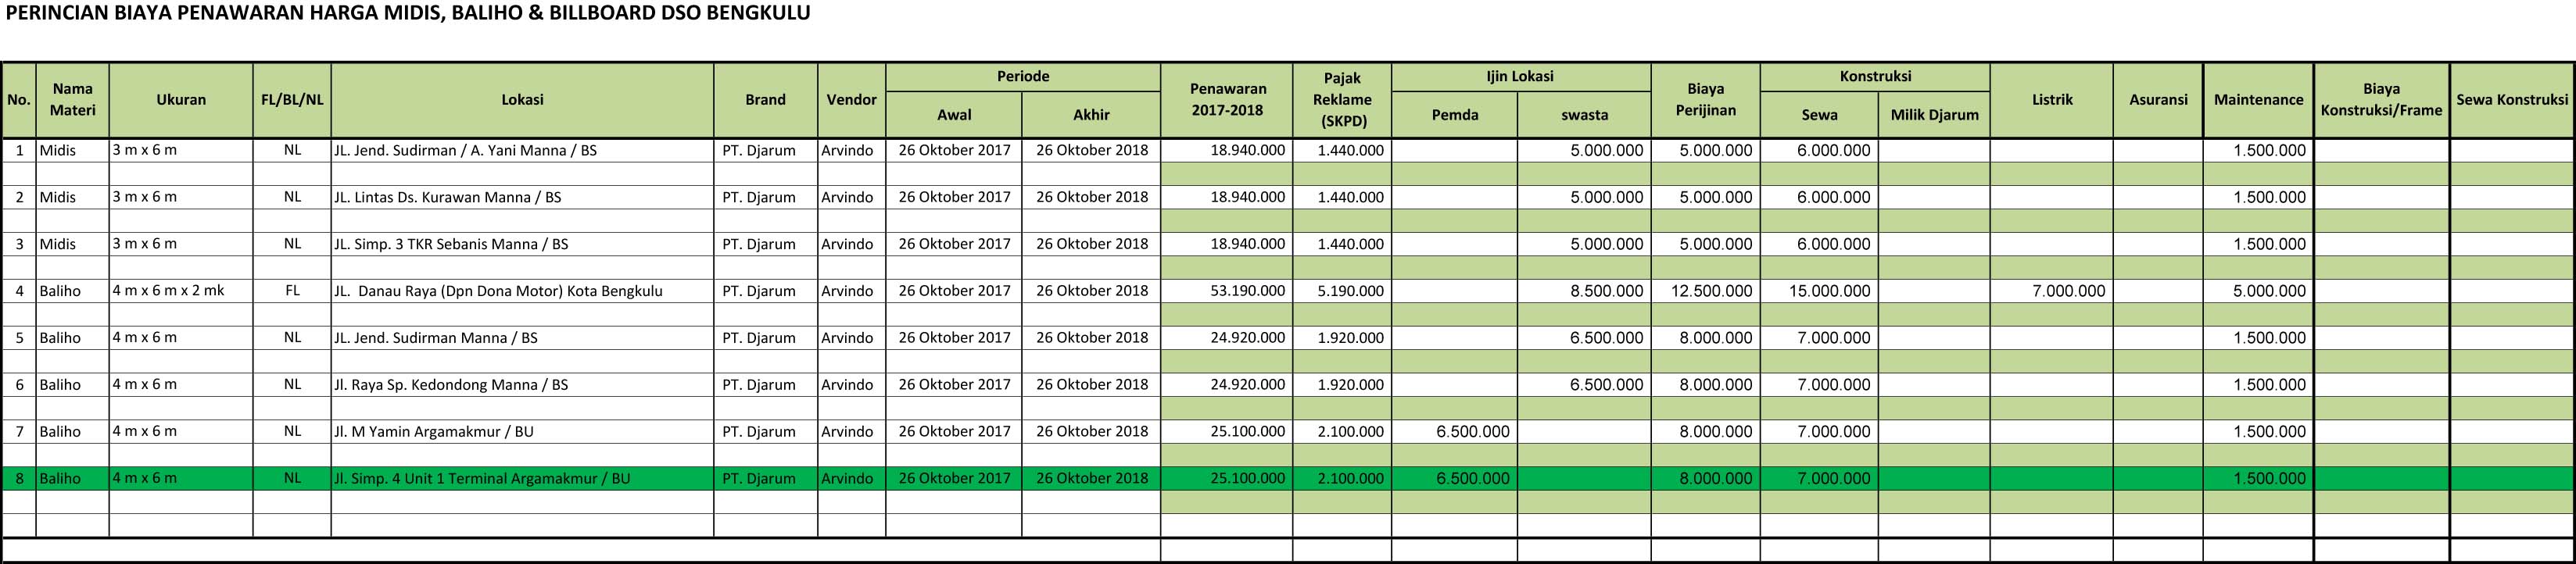 PERINCIAN BIAYA PENAWARAN HARGA MIDIS, BALIHO & BILLBOARD DSO BENGKULU
No. Nama Materi Ukuran FL/BL/NL Lokasi Brand Vendor Periode Awal Akhir Penawaran 2017-2018 Pajak Reklame (SKPD) Ijin Lokasi Pemda swasta Biaya Perijinan Konstruksi Sewa Milik Djarum Listrik Asuransi Maintenance Biaya Konstruksi/Frame Sewa Konstruksi
1 Midis 3 m x 6 m NL JL. Jend. Sudirman / A. Yani Manna / BS PT. Djarum Arvindo 26 Oktober 2017 26 Oktober 2018 18.940.000 1.440.000 5.000.000 5.000.000 6.000.000 1.500.000
2 Midis 3 m x 6 m NL JL. Lintas Ds. Kurawan Manna / BS PT. Djarum Arvindo 26 Oktober 2017 26 Oktober 2018 18.940.000 1.440.000 5.000.000 5.000.000 6.000.000 1.500.000
3 Midis 3 m x 6 m NL JL. Simp. 3 TKR Sebanis Manna / BS PT. Djarum Arvindo 26 Oktober 2017 26 Oktober 2018 18.940.000 1.440.000 5.000.000 5.000.000 6.000.000 1.500.000
4 Baliho 4 m x 6 m x 2 mk FL JL. Danau Raya (Dpn Dona Motor) Kota Bengkulu PT. Djarum Arvindo 26 Oktober 2017 26 Oktober 2018 53.190.000 5.190.000 8.500.000 12.500.000 15.000.000 7.000.000 5.000.000
5 Baliho 4 m x 6 m NL JL. Jend. Sudirman Manna / BS PT. Djarum Arvindo 26 Oktober 2017 26 Oktober 2018 24.920.000 1.920.000 6.500.000 8.000.000 7.000.000 1.500.000
6 Baliho 4 m x 6 m NL Jl. Raya Sp. Kedondong Manna / BS PT. Djarum Arvindo 26 Oktober 2017 26 Oktober 2018 24.920.000 1.920.000 6.500.000 8.000.000 7.000.000 1.500.000
7 Baliho 4 m x 6 m NL Jl. M Yamin Argamakmur / BU PT. Djarum Arvindo 26 Oktober 2017 26 Oktober 2018 25.100.000 2.100.000 6.500.000 8.000.000 7.000.000 1.500.000
8 Baliho 4 m x 6 m NL Jl. Simp. 4 Unit 1 Terminal Argamakmur / BU PT. Djarum Arvindo 26 Oktober 2017 26 Oktober 2018 25.100.000 2.100.000 6.500.000 8.000.000 7.000.000 1.500.000